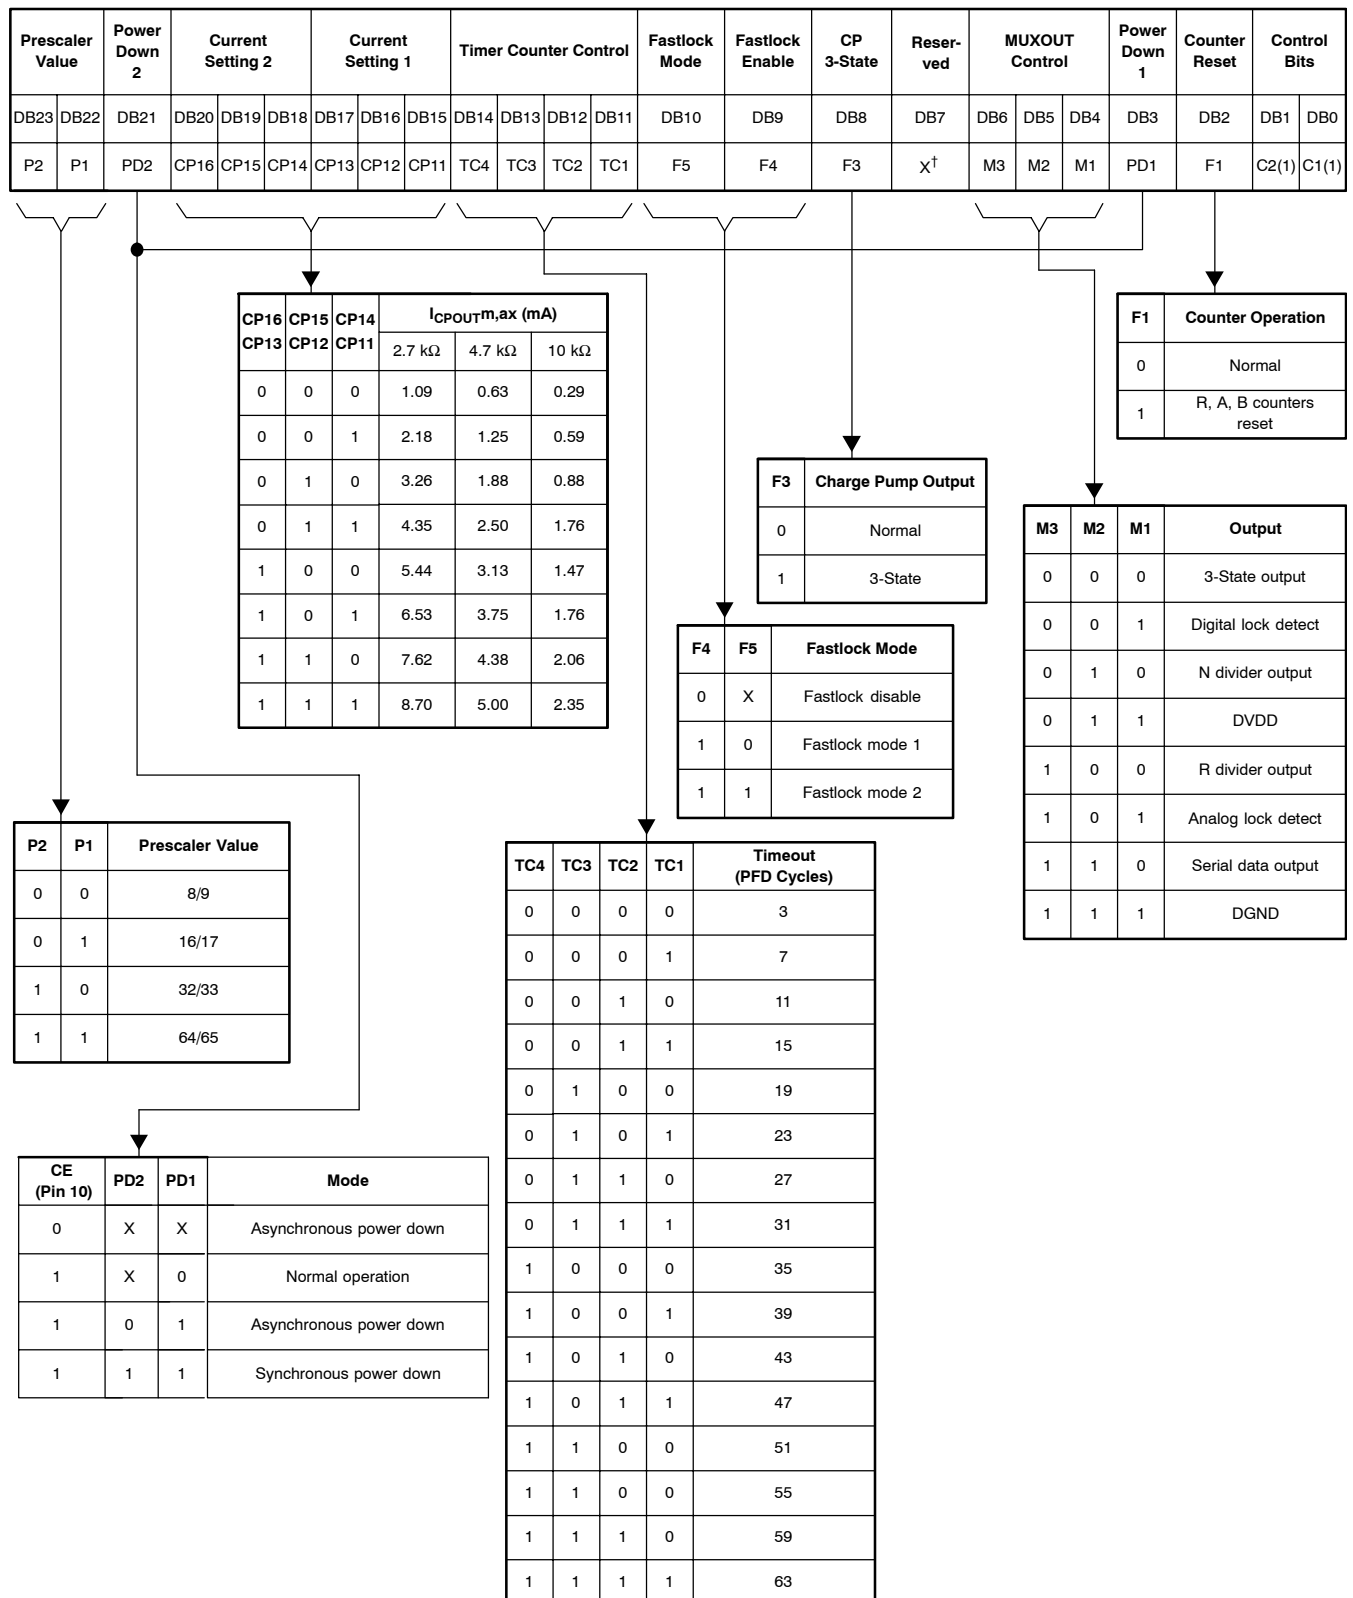 Prescaler Value | Power Down 2 | Current Setting 2 | Current Setting 1 | Timer Counter Control | Fastlock Mode | Fastlock Enable | CP 3-State | Reser-ved | MUXOUT Control | Power Down 1 | Counter Reset | Control Bits
DB23 DB22 DB21 DB20 DB19 DB18 DB17 DB16 DB15 DB14 DB13 DB12 DB11 DB10 DB9 DB8 DB7 DB6 DB5 DB4 DB3 DB2 DB1 DB0
P2 P1 PD2 CP16 CP15 CP14 CP13 CP12 CP11 TC4 TC3 TC2 TC1 F5 F4 F3 X† M3 M2 M1 PD1 F1 C2(1) C1(1)
CP16 CP15 CP14 ICPOUTm,ax (mA)
CP13 CP12 CP11 2.7 kΩ 4.7 kΩ 10 kΩ
0 0 0 1.09 0.63 0.29
0 0 1 2.18 1.25 0.59
0 1 0 3.26 1.88 0.88
0 1 1 4.35 2.50 1.76
1 0 0 5.44 3.13 1.47
1 0 1 6.53 3.75 1.76
1 1 0 7.62 4.38 2.06
1 1 1 8.70 5.00 2.35
F1 Counter Operation
0 Normal
1 R, A, B counters reset
F3 Charge Pump Output
0 Normal
1 3-State
M3 M2 M1 Output
0 0 0 3-State output
0 0 1 Digital lock detect
0 1 0 N divider output
0 1 1 DVDD
1 0 0 R divider output
1 0 1 Analog lock detect
1 1 0 Serial data output
1 1 1 DGND
F4 F5 Fastlock Mode
0 X Fastlock disable
1 0 Fastlock mode 1
1 1 Fastlock mode 2
P2 P1 Prescaler Value
0 0 8/9
0 1 16/17
1 0 32/33
1 1 64/65
TC4 TC3 TC2 TC1 Timeout (PFD Cycles)
0 0 0 0 3
0 0 0 1 7
0 0 1 0 11
0 0 1 1 15
0 1 0 0 19
0 1 0 1 23
0 1 1 0 27
0 1 1 1 31
1 0 0 0 35
1 0 0 1 39
1 0 1 0 43
1 0 1 1 47
1 1 0 0 51
1 1 0 0 55
1 1 1 0 59
1 1 1 1 63
CE (Pin 10) PD2 PD1 Mode
0 X X Asynchronous power down
1 X 0 Normal operation
1 0 1 Asynchronous power down
1 1 1 Synchronous power down